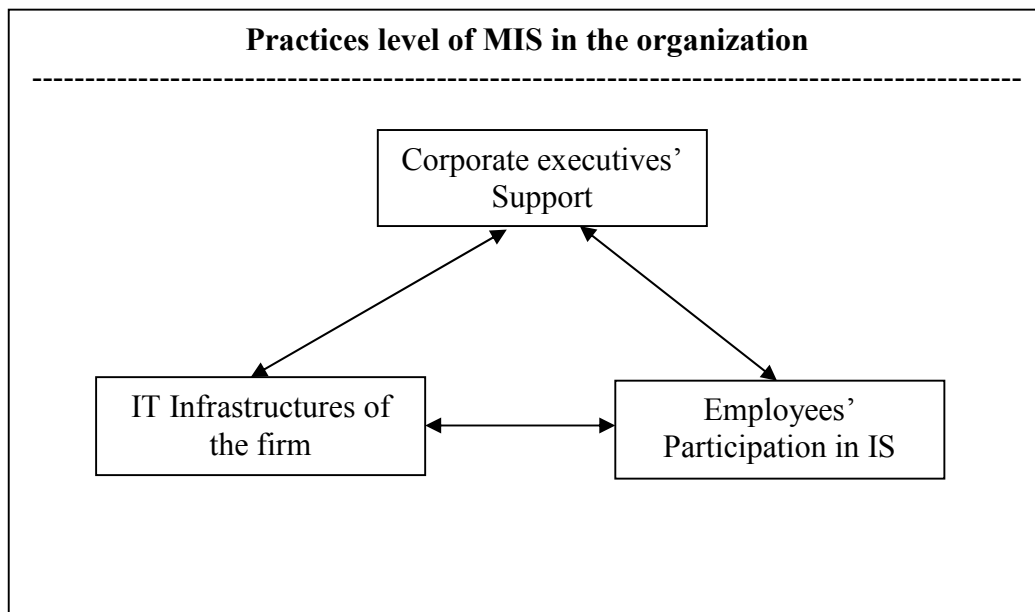 Practices level of MIS in the organization
Corporate executives’
Support
IT Infrastructures of
the firm
Employees’
Participation in IS